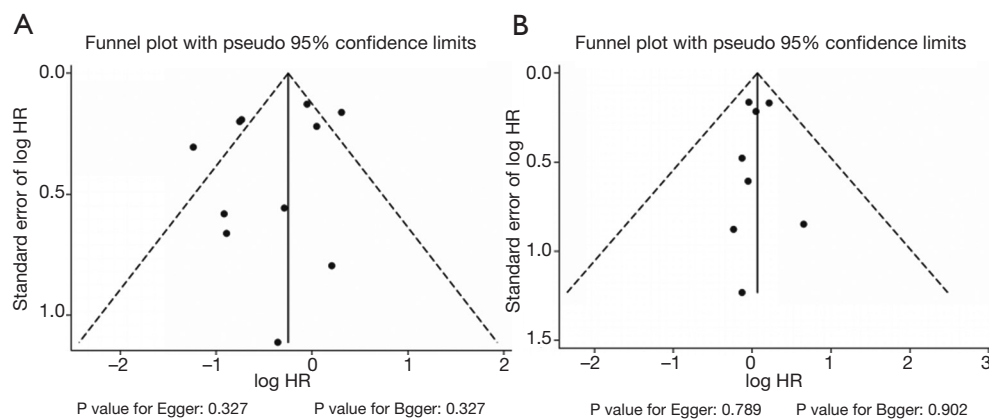 A
Funnel plot with pseudo 95% confidence limits
Standard error of log HR
0.0
0.5
1.0
−2
−1
0
1
2
log HR
P value for Egger: 0.327
P value for Bgger: 0.327
B
Funnel plot with pseudo 95% confidence limits
Standard error of log HR
0.0
0.5
1.0
1.5
−2
−1
0
1
2
3
log HR
P value for Egger: 0.789
P value for Bgger: 0.902